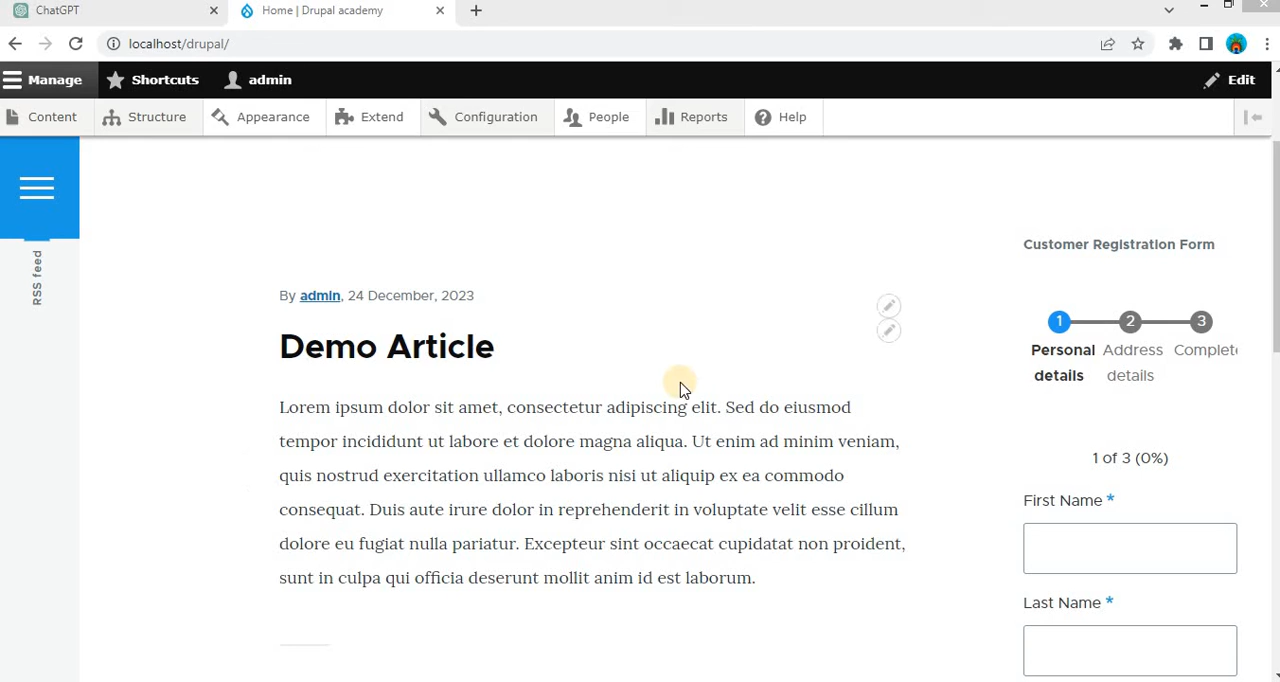 ChatGPT
Home | Drupal academy
localhost/drupal/
Manage Shortcuts admin Edit
Content Structure Appearance Extend Configuration People Reports Help
RSS feed
By admin, 24 December, 2023
Demo Article
Lorem ipsum dolor sit amet, consectetur adipiscing elit. Sed do eiusmod
tempor incididunt ut labore et dolore magna aliqua. Ut enim ad minim veniam,
quis nostrud exercitation ullamco laboris nisi ut aliquip ex ea commodo
consequat. Duis aute irure dolor in reprehenderit in voluptate velit esse cillum
dolore eu fugiat nulla pariatur. Excepteur sint occaecat cupidatat non proident,
sunt in culpa qui officia deserunt mollit anim id est laborum.
Customer Registration Form
1 2 3
Personal Address Complete
details details
1 of 3 (0%)
First Name *
Last Name *